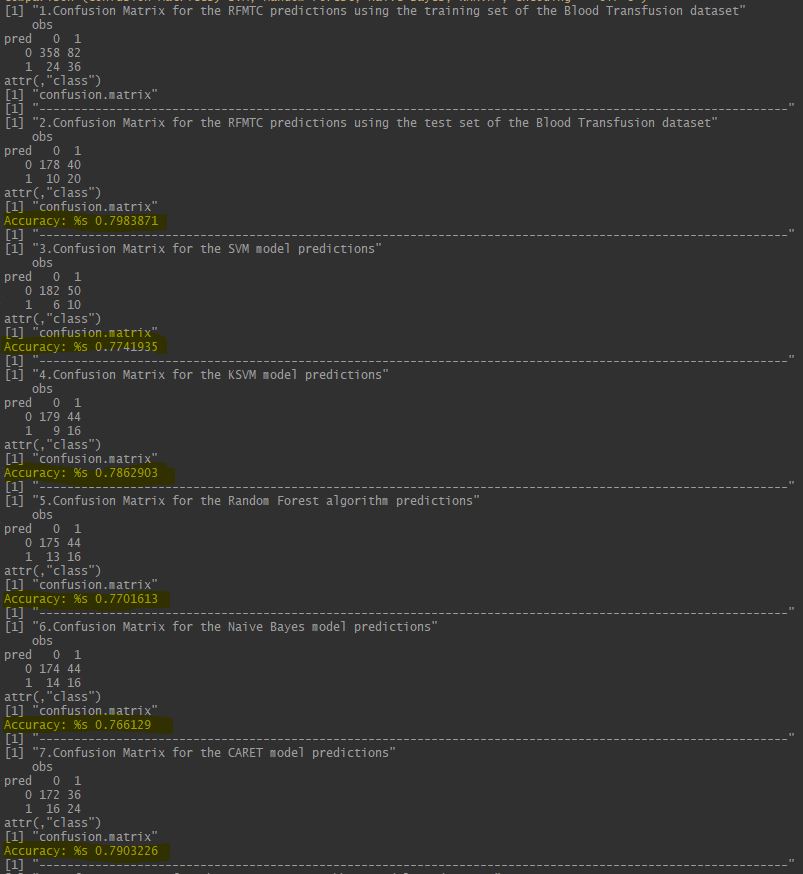 [1] "1.Confusion Matrix for the RFMTC predictions using the training set of the Blood Transfusion dataset"
obs
pred 0 1
0 358 82
1 24 36
attr(,"class")
[1] "confusion.matrix"
[1] "-----------------------------------------------------------------------------------------------------------"
[1] "2.Confusion Matrix for the RFMTC predictions using the test set of the Blood Transfusion dataset"
obs
pred 0 1
0 178 40
1 10 20
attr(,"class")
[1] "confusion.matrix"
Accuracy: %s 0.7983871
[1] "-----------------------------------------------------------------------------------------------------------"
[1] "3.Confusion Matrix for the SVM model predictions"
obs
pred 0 1
0 182 50
1 6 10
attr(,"class")
[1] "confusion.matrix"
Accuracy: %s 0.7741935
[1] "-----------------------------------------------------------------------------------------------------------"
[1] "4.Confusion Matrix for the KSVM model predictions"
obs
pred 0 1
0 179 44
1 9 16
attr(,"class")
[1] "confusion.matrix"
Accuracy: %s 0.7862903
[1] "-----------------------------------------------------------------------------------------------------------"
[1] "5.Confusion Matrix for the Random Forest algorithm predictions"
obs
pred 0 1
0 175 44
1 13 16
attr(,"class")
[1] "confusion.matrix"
Accuracy: %s 0.7701613
[1] "-----------------------------------------------------------------------------------------------------------"
[1] "6.Confusion Matrix for the Naive Bayes model predictions"
obs
pred 0 1
0 174 44
1 14 16
attr(,"class")
[1] "confusion.matrix"
Accuracy: %s 0.766129
[1] "-----------------------------------------------------------------------------------------------------------"
[1] "7.Confusion Matrix for the CARET model predictions"
obs
pred 0 1
0 172 36
1 16 24
attr(,"class")
[1] "confusion.matrix"
Accuracy: %s 0.7903226
[1] "-----------------------------------------------------------------------------------------------------------"